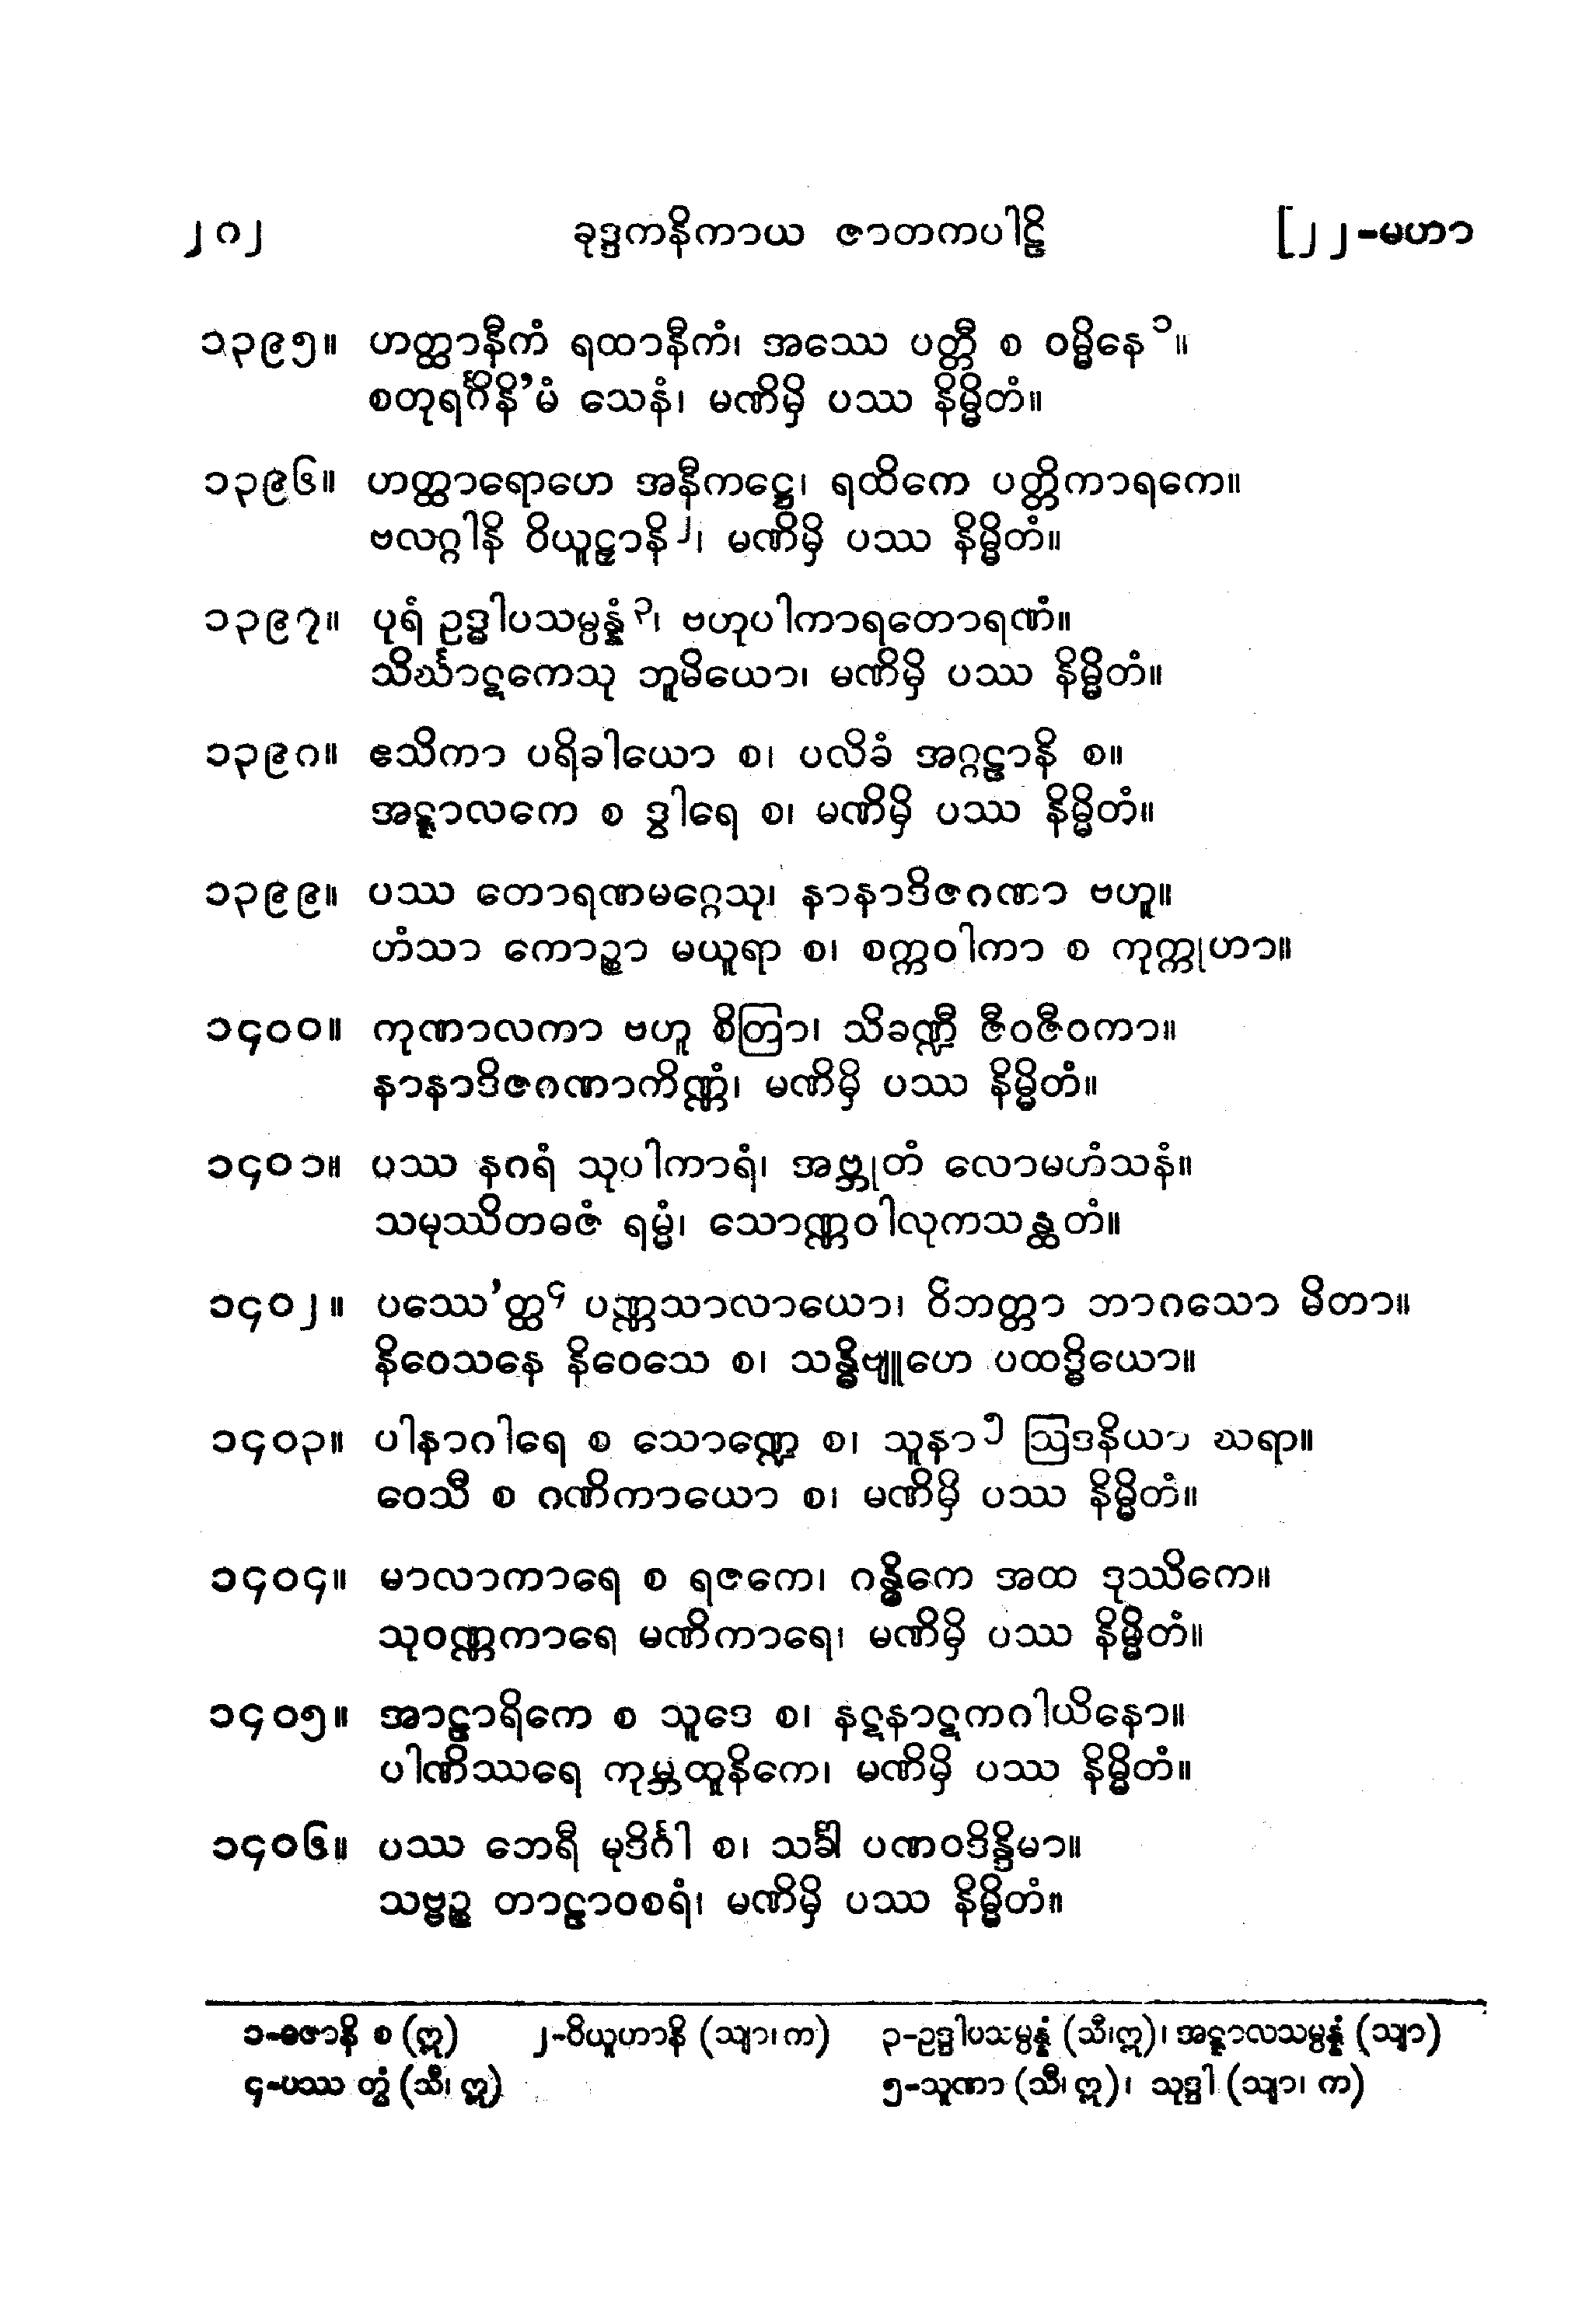 ၂၈၂ ခုဒ္ဒကနိကာယ ဇာတကပါဠိ [၂၂-မဟာ
၁၃၉၅။ ဟတ္ထာနီကံ ရထာနီကံ၊ အဿေ ပတ္တီ စ ဝမ္မိနေ ၁။
စတုရင်္ဂိနိ’မံ သေနံ၊ မဏိမှိ ပဿ နိမ္မိတံ။
၁၃၉၆။ ဟတ္ထာရောဟေ အနီကဋ္ဌေ၊ ရထိကေ ပတ္တိကာရကေ။
ဗလဂ္ဂါနိ ဝိယူဠှာနိ ၂၊ မဏိမှိ ပဿ နိမ္မိတံ။
၁၃၉၇။ ပုရံ ဥဒ္ဓါပသမ္ပန္နံ ၃၊ ဗဟုပါကာရတောရဏံ။
သိင်္ဃာဋကေသု ဘူမိယော၊ မဏိမှိ ပဿ နိမ္မိတံ။
၁၃၉၈။ ဧသိကာ ပရိခါယော စ၊ ပလိခံ အဂ္ဂဠာနိ စ။
အဋ္ဋာလကေ စ ဒွါရေ စ၊ မဏိမှိ ပဿ နိမ္မိတံ။
၁၃၉၉။ ပဿ တောရဏမဂ္ဂေသု၊ နာနာဒိဇဂဏာ ဗဟူ။
ဟံသာ ကောဉ္စာ မယူရာ စ၊ စက္ကဝါကာ စ ကုက္ကုဟာ။
၁၄၀၀။ ကုဏာလကာ ဗဟူ စိတြာ၊ သိခဏ္ဍီ ဇီဝဇီဝကာ။
နာနာဒိဇဂဏာကိဏ္ဏံ၊ မဏိမှိ ပဿ နိမ္မိတံ။
၁၄၀၁။ ပဿ နဂရံ သုပါကာရံ၊ အဗ္ဘုတံ လောမဟံသနံ။
သမုဿိတဓဇံ ရမ္မံ၊ သောဏ္ဏဝါလုကသန္ထတံ။
၁၄၀၂။ ပဿေ’တ္ထ ၄ ပဏ္ဏသာလာယော၊ ဝိဘတ္တာ ဘာဂသော မိတာ။
နိဝေသနေ နိဝေသေ စ၊ သန္ဓိဗျူဟေ ပထဒ္ဓိယော။
၁၄၀၃။ ပါနာဂါရေ စ သောဏ္ဍေ စ၊ သူနာ ၅ ဩဒနိယာ ဃရာ။
ဝေသီ စ ဂဏိကာယော စ၊ မဏိမှိ ပဿ နိမ္မိတံ။
၁၄၀၄။ မာလာကာရေ စ ရဇကေ၊ ဂန္ဓိကေ အထ ဒုဿိကေ။
သုဝဏ္ဏကာရေ မဏိကာရေ၊ မဏိမှိ ပဿ နိမ္မိတံ။
၁၄၀၅။ အာဠာရိကေ စ သူဒေ စ၊ နဋနာဋကဂါယိနော။
ပါဏိဿရေ ကုမ္ဘထူနိကေ၊ မဏိမှိ ပဿ နိမ္မိတံ။
၁၄၀၆။ ပဿ ဘေရီ မုဒိင်္ဂါ စ၊ သင်္ခါ ပဏဝဒိန္ဒိမာ။
သဗ္ဗဉ္စ တာဠာဝစရံ၊ မဏိမှိ ပဿ နိမ္မိတံ။
၁-ဓဇာနိ စ (ဣ) ၂-ဝိယူဟာနိ (သျာ၊က) ၃-ဥဒ္ဓါပသမ္ပန္နံ (သီ၊ဣ)၊ အဋ္ဋာလသမ္ပန္နံ (သျာ)
၄-ပဿ တွံ (သီ၊ ဣ) ၅-သူဏာ (သီ၊ ဣ)၊ သုဒ္ဒါ (သျာ၊ က)